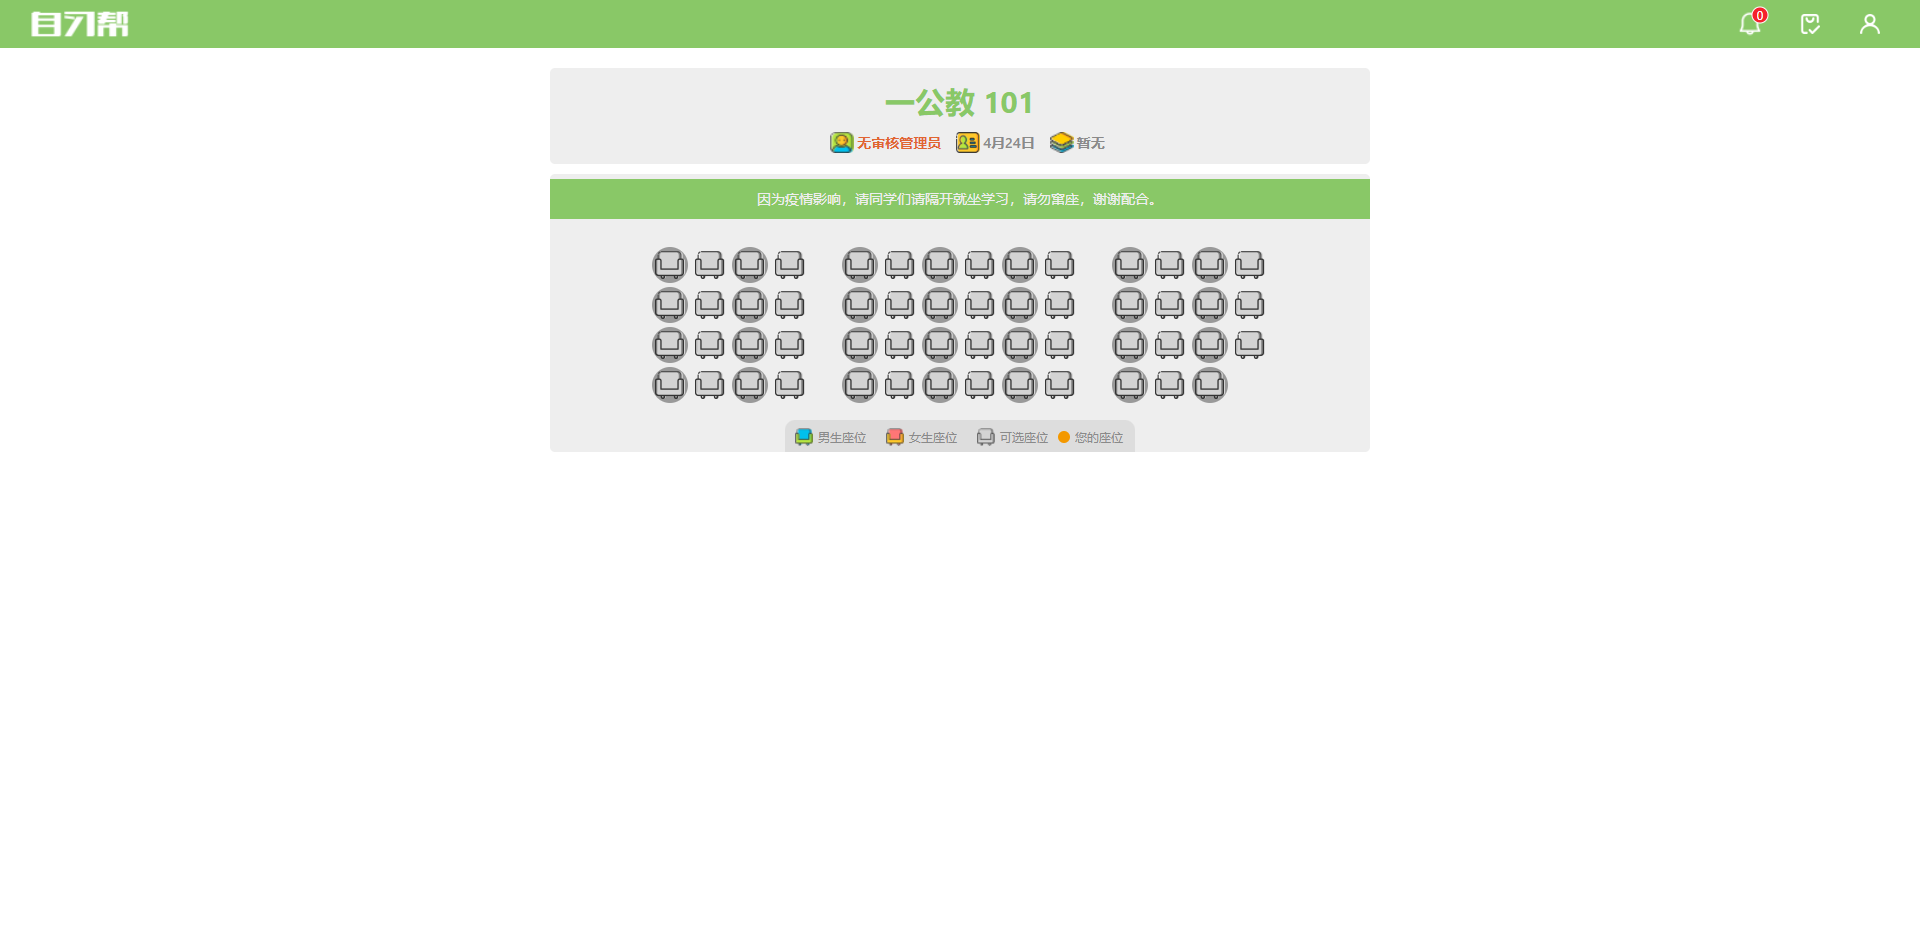 自习帮
0
一公教 101
无审核管理员 4月24日 暂无
因为疫情影响，请同学们请隔开就坐学习，请勿窜座，谢谢配合。
男生座位 女生座位 可选座位 您的座位